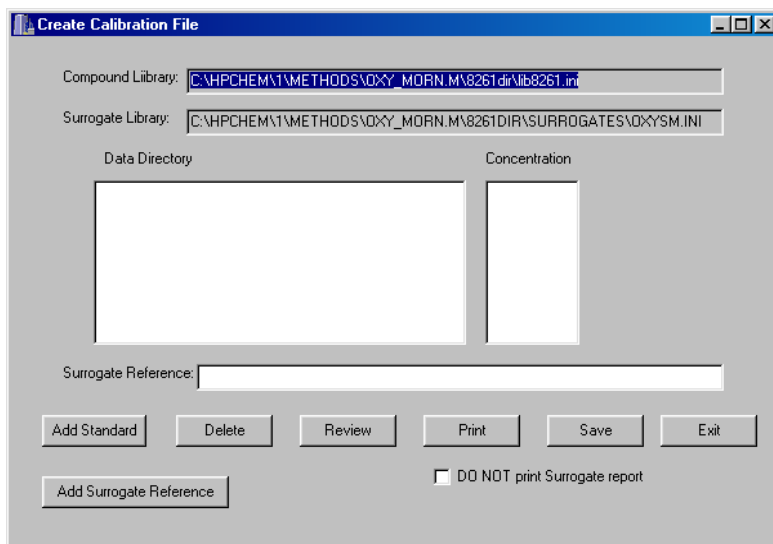 Create Calibration File
Compound Liibrary: C:\HPCHEM\1\METHODS\OXY_MORN.M\8261dir\lib8261.ini
Surrogate Library: C:\HPCHEM\1\METHODS\OXY_MORN.M\8261DIR\SURROGATES\OXYSM.INI
Data Directory Concentration
Surrogate Reference:
Add Standard Delete Review Print Save Exit
Add Surrogate Reference DO NOT print Surrogate report